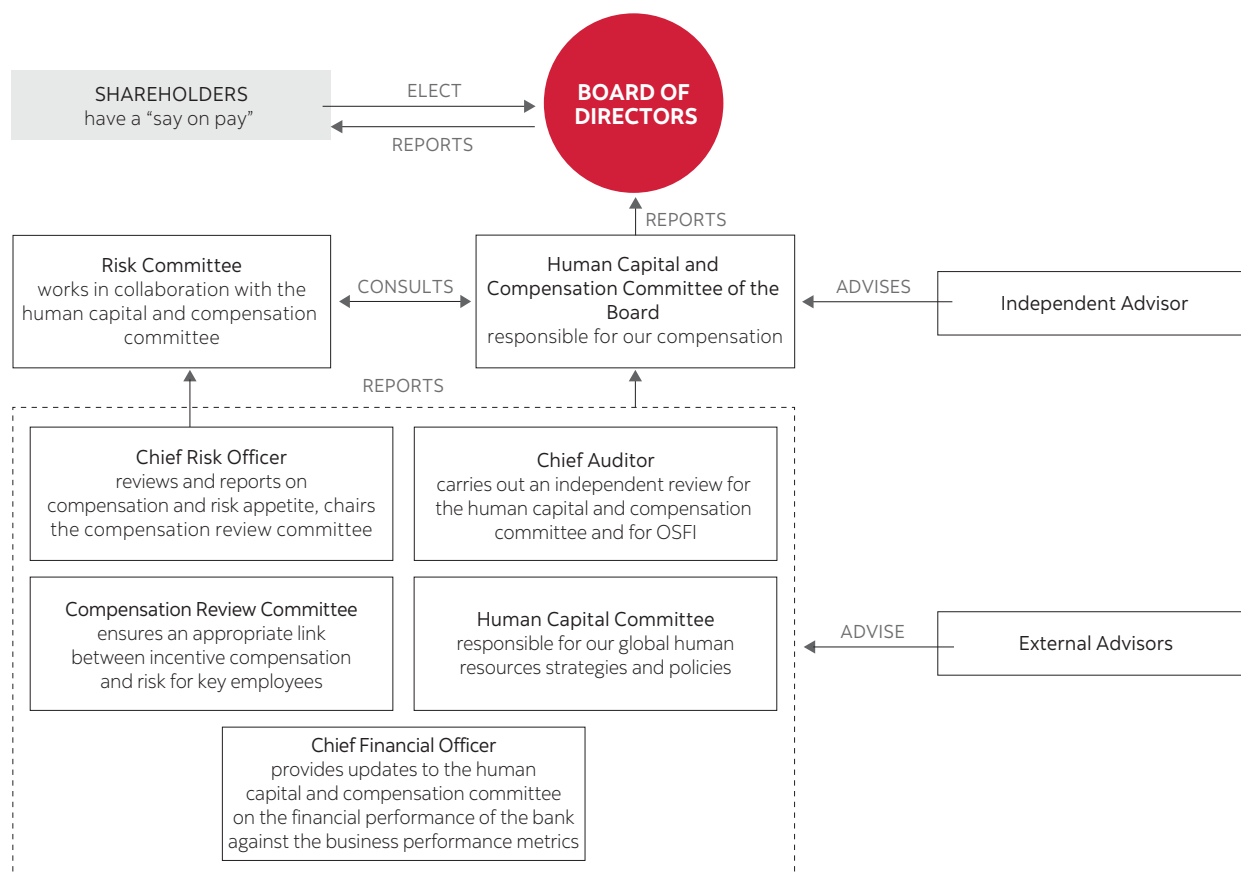 SHAREHOLDERS
have a “say on pay”
ELECT
REPORTS
BOARD OF
DIRECTORS
REPORTS
Risk Committee
works in collaboration with the
human capital and compensation
committee
CONSULTS
Human Capital and
Compensation Committee of the
Board
responsible for our compensation
ADVISES
Independent Advisor
REPORTS
Chief Risk Officer
reviews and reports on
compensation and risk appetite, chairs
the compensation review committee
Chief Auditor
carries out an independent review for
the human capital and compensation
committee and for OSFI
Compensation Review Committee
ensures an appropriate link
between incentive compensation
and risk for key employees
Human Capital Committee
responsible for our global human
resources strategies and policies
ADVISE
External Advisors
Chief Financial Officer
provides updates to the human
capital and compensation committee
on the financial performance of the bank
against the business performance metrics